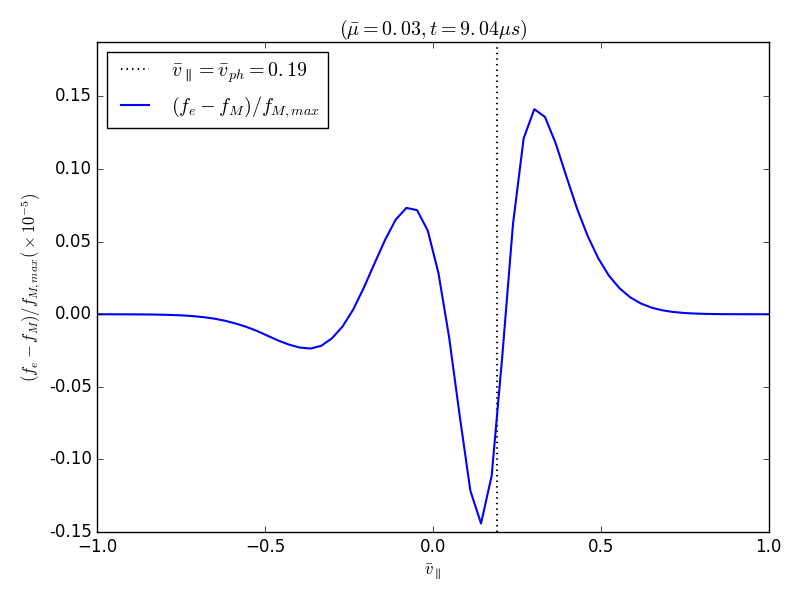 (μ̄ = 0.03, t = 9.04μs)
v̄∥ = v̄ph = 0.19
(fe − fM)/fM,max
(fe − fM)/fM,max(×10⁻⁵)
0.15
0.10
0.05
0.00
-0.05
-0.10
-0.15
−1.0 −0.5 0.0 0.5 1.0
v̄∥